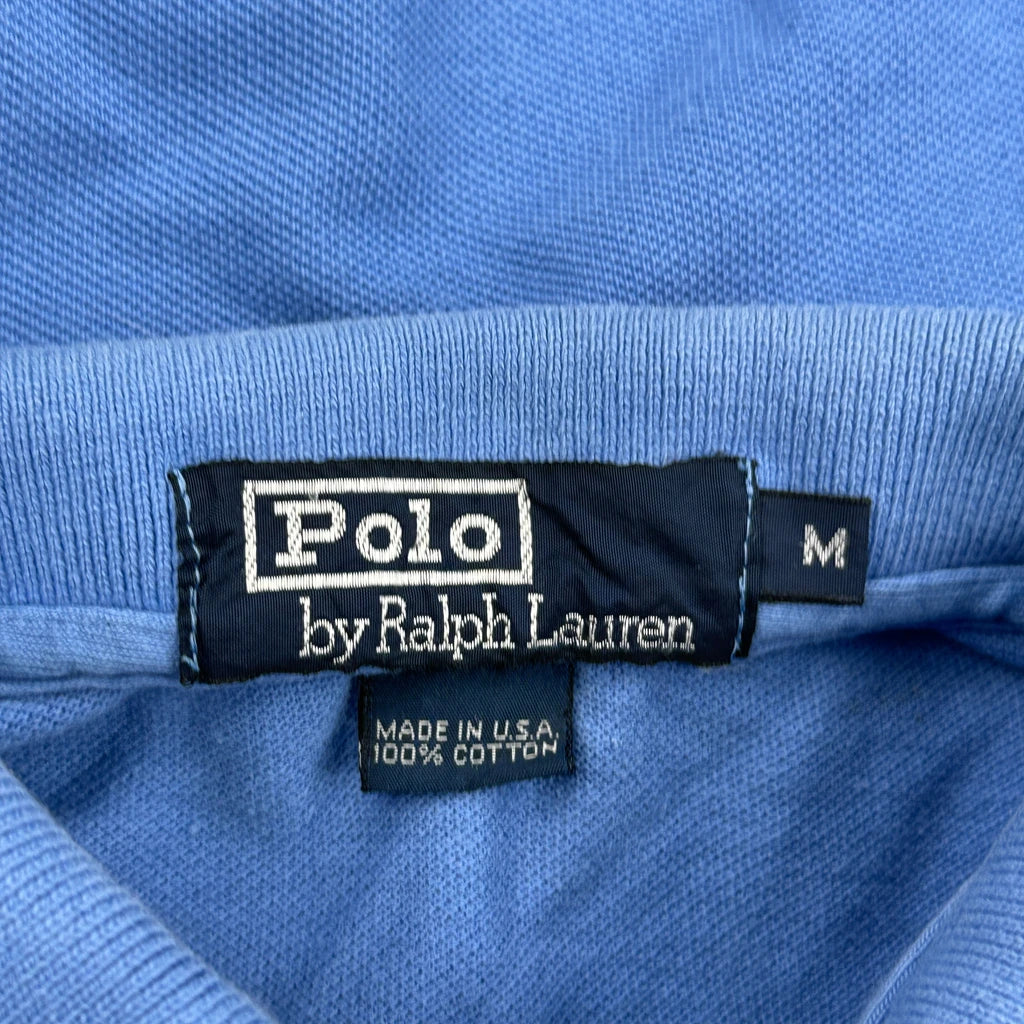 Polo
by Ralph Lauren
M
MADE IN U.S.A.
100% COTTON